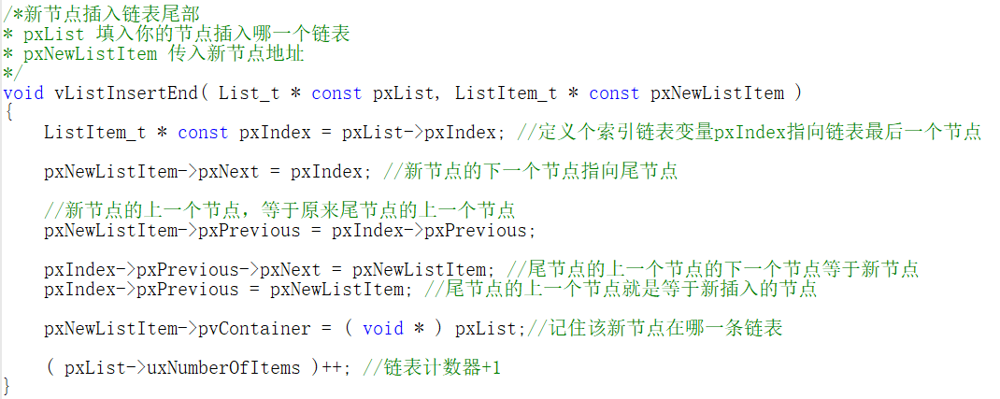 /*新节点插入链表尾部
* pxList 填入你的节点插入哪一个链表
* pxNewListItem 传入新节点地址
*/
void vListInsertEnd( List_t * const pxList, ListItem_t * const pxNewListItem )
{
ListItem_t * const pxIndex = pxList->pxIndex; //定义个索引链表变量pxIndex指向链表最后一个节点
pxNewListItem->pxNext = pxIndex; //新节点的下一个节点指向尾节点
//新节点的上一个节点，等于原来尾节点的上一个节点
pxNewListItem->pxPrevious = pxIndex->pxPrevious;
pxIndex->pxPrevious->pxNext = pxNewListItem; //尾节点的上一个节点的下一个节点等于新节点
pxIndex->pxPrevious = pxNewListItem; //尾节点的上一个节点就是等于新插入的节点
pxNewListItem->pvContainer = ( void * ) pxList;//记住该新节点在哪一条链表
( pxList->uxNumberOfItems )++; //链表计数器+1
}